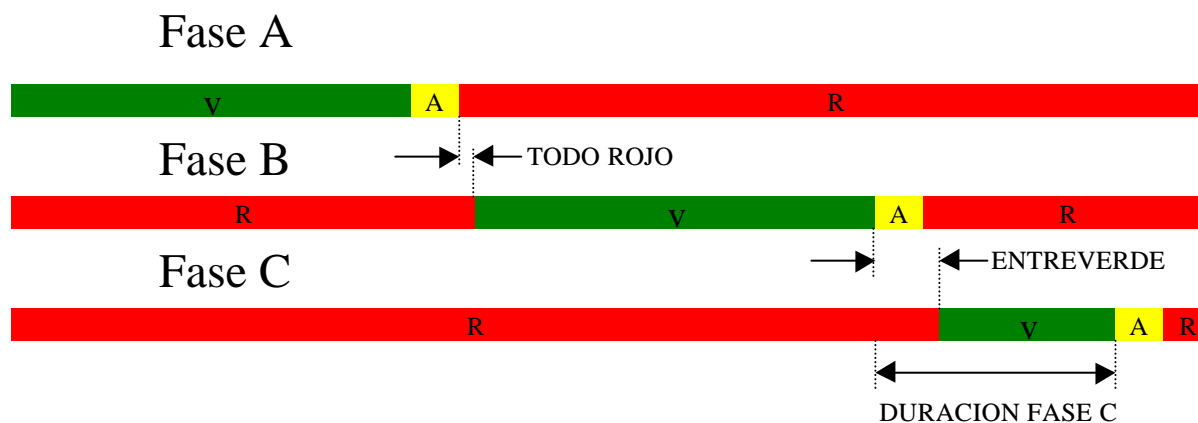 Fase A
V A R
TODO ROJO
Fase B
R V A R
ENTREVERDE
Fase C
R V A R
DURACION FASE C